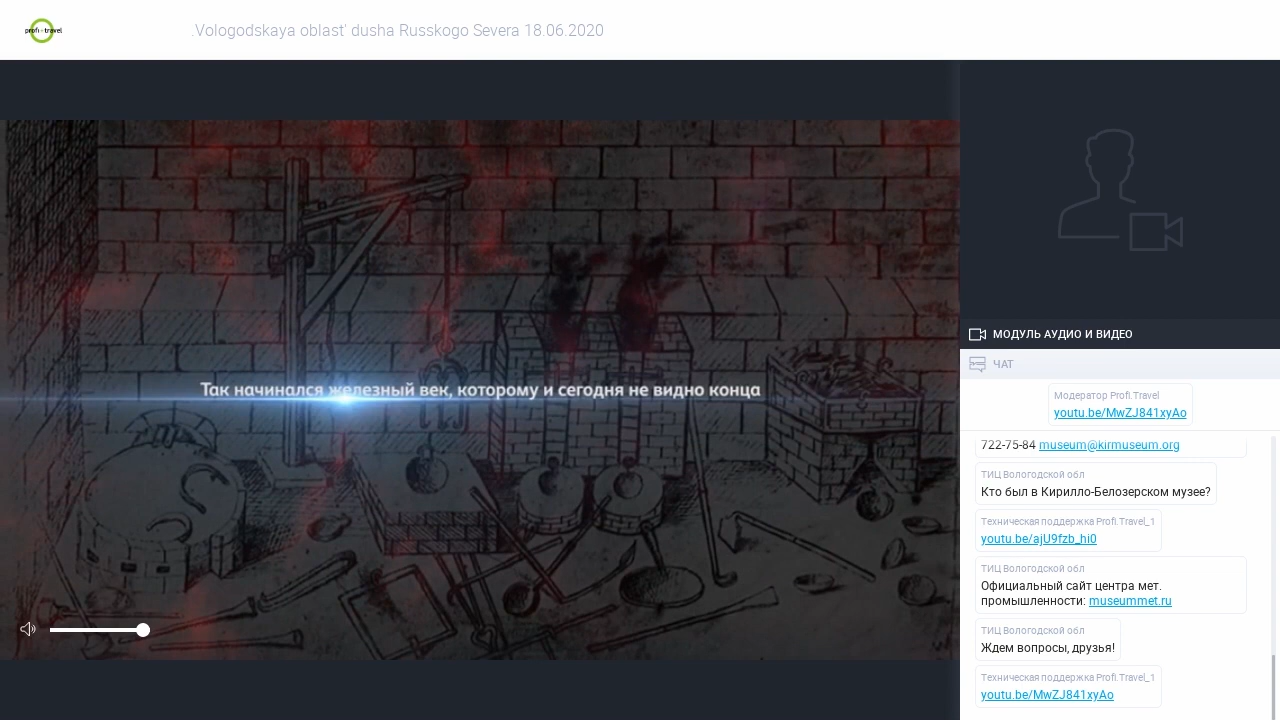 profi travel
.Vologodskaya oblast' dusha Russkogo Severa 18.06.2020
Так начинался железный век, которому и сегодня не видно конца
МОДУЛЬ АУДИО И ВИДЕО
ЧАТ
Модератор Profi.Travel
youtu.be/MwZJ841xyAo
722-75-84 museum@kirmuseum.org
ТИЦ Вологодской обл
Кто был в Кирилло-Белозерском музее?
Техническая поддержка Profi.Travel_1
youtu.be/ajU9fzb_hi0
ТИЦ Вологодской обл
Официальный сайт центра мет.
промышленности: museummet.ru
ТИЦ Вологодской обл
Ждем вопросы, друзья!
Техническая поддержка Profi.Travel_1
youtu.be/MwZJ841xyAo